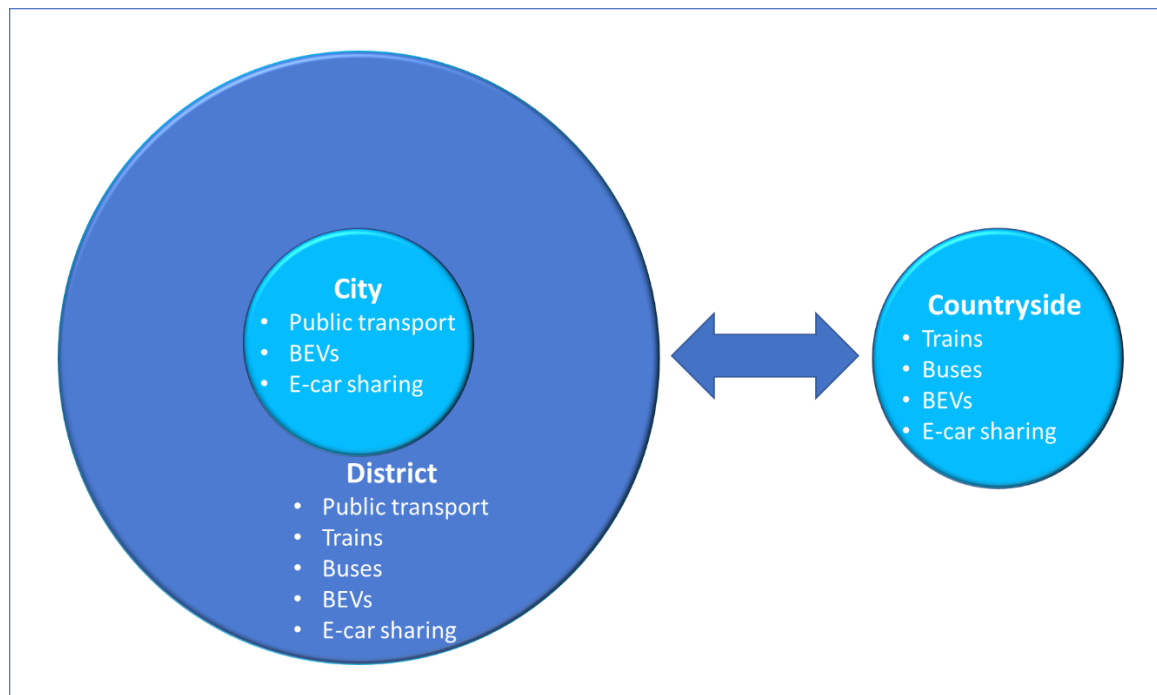 City
• Public transport
• BEVs
• E-car sharing
District
• Public transport
• Trains
• Buses
• BEVs
• E-car sharing
Countryside
• Trains
• Buses
• BEVs
• E-car sharing